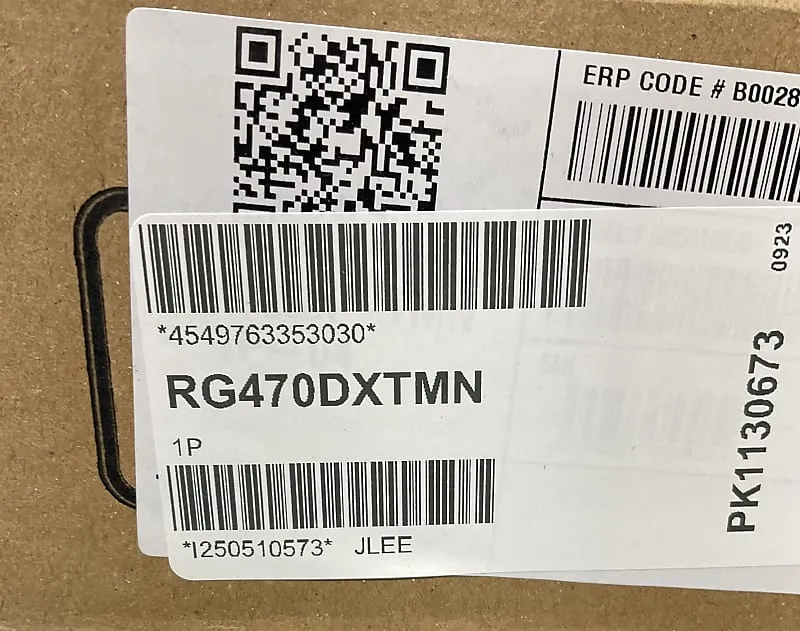 ERP CODE # B0028
*4549763353030*
RG470DXTMN
1P
*I250510573* JLEE
0923
PK1130673